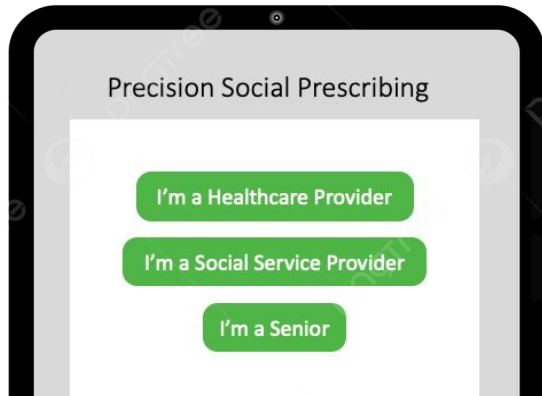 Precision Social Prescribing
I'm a Healthcare Provider
I'm a Social Service Provider
I'm a Senior